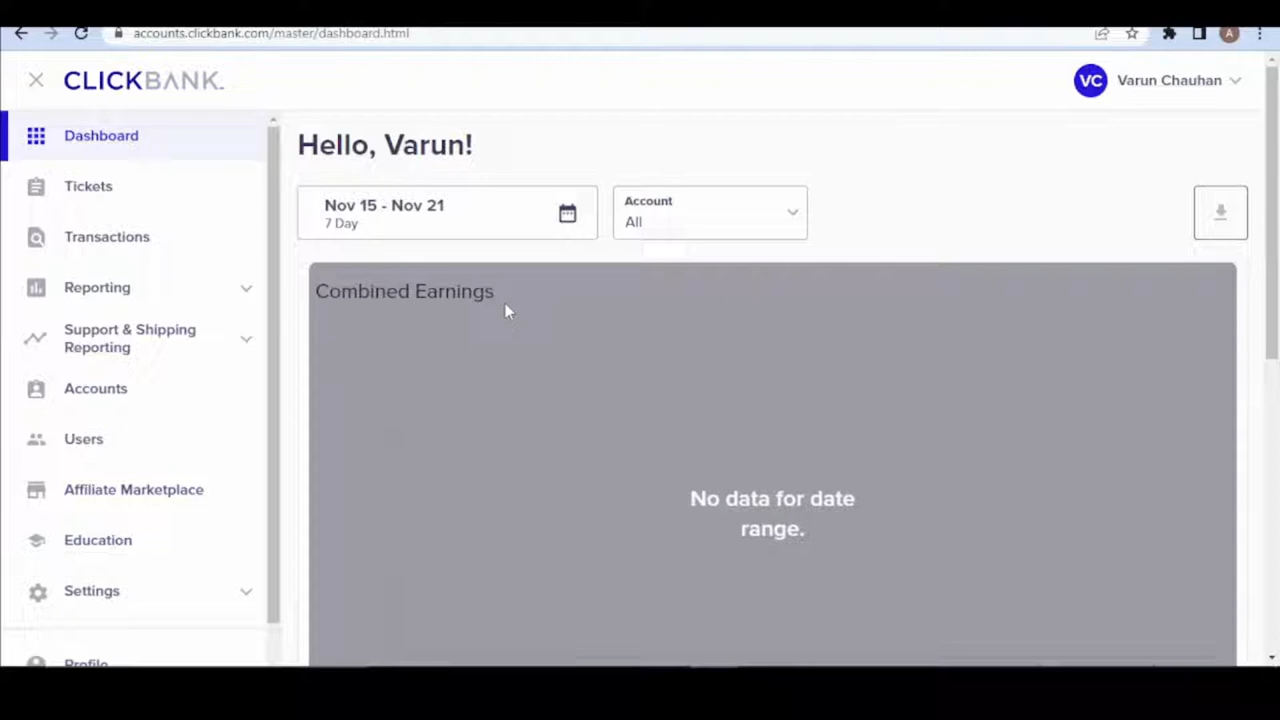 accounts.clickbank.com/master/dashboard.html
A
CLICKBANK.
VC
Varun Chauhan
Dashboard
Tickets
Transactions
Reporting
Support & Shipping
Reporting
Accounts
Users
Affiliate Marketplace
Education
Settings
Profile
Hello, Varun!
Nov 15 - Nov 21
7 Day
Account
All
Combined Earnings
No data for date
range.